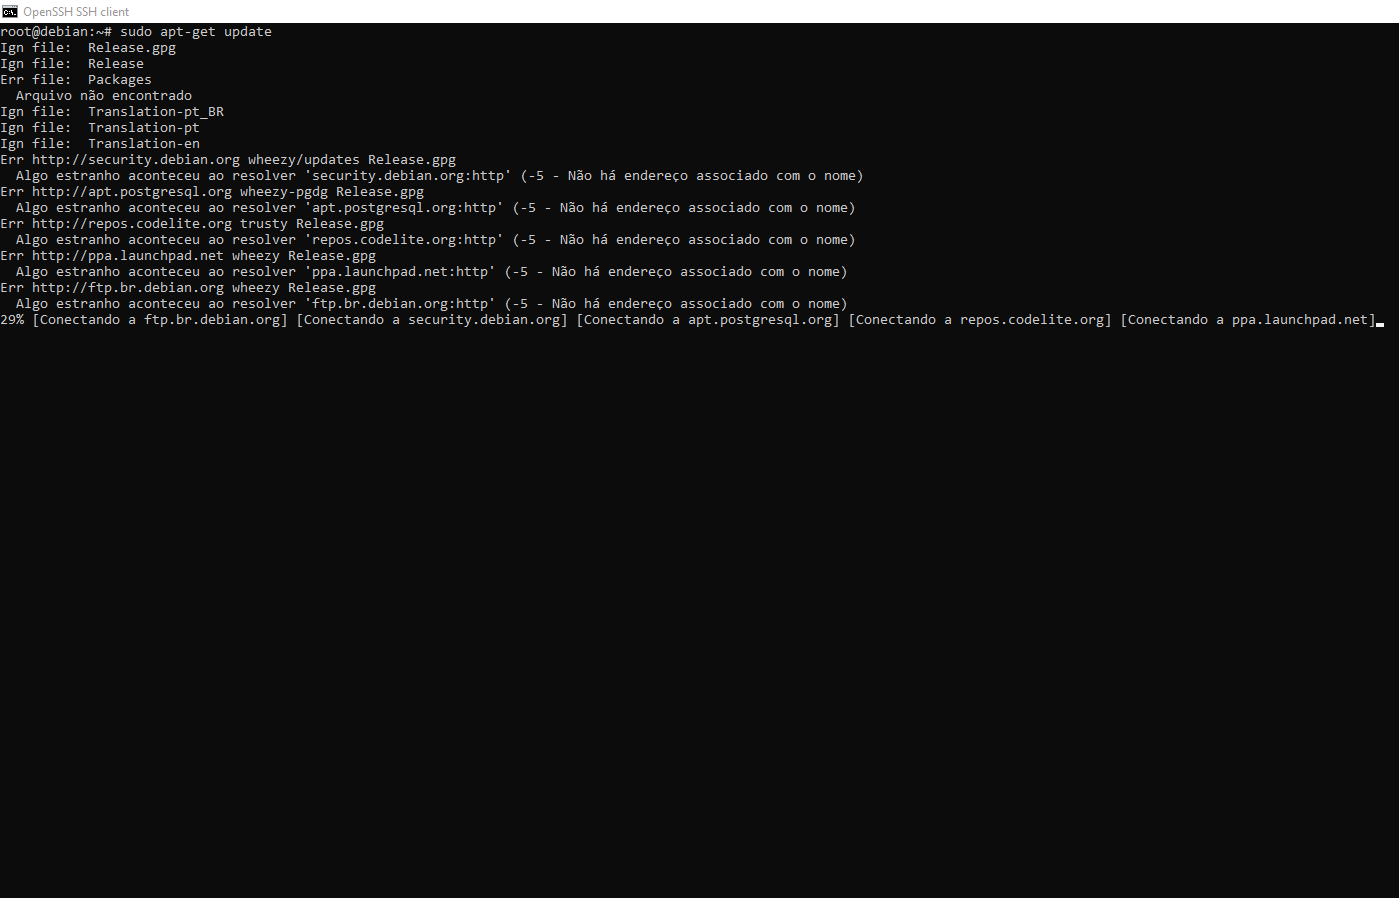 OpenSSH SSH client
root@debian:~# sudo apt-get update
Ign file:  Release.gpg
Ign file:  Release
Err file:  Packages
  Arquivo não encontrado
Ign file:  Translation-pt_BR
Ign file:  Translation-pt
Ign file:  Translation-en
Err http://security.debian.org wheezy/updates Release.gpg
  Algo estranho aconteceu ao resolver 'security.debian.org:http' (-5 - Não há endereço associado com o nome)
Err http://apt.postgresql.org wheezy-pgdg Release.gpg
  Algo estranho aconteceu ao resolver 'apt.postgresql.org:http' (-5 - Não há endereço associado com o nome)
Err http://repos.codelite.org trusty Release.gpg
  Algo estranho aconteceu ao resolver 'repos.codelite.org:http' (-5 - Não há endereço associado com o nome)
Err http://ppa.launchpad.net wheezy Release.gpg
  Algo estranho aconteceu ao resolver 'ppa.launchpad.net:http' (-5 - Não há endereço associado com o nome)
Err http://ftp.br.debian.org wheezy Release.gpg
  Algo estranho aconteceu ao resolver 'ftp.br.debian.org:http' (-5 - Não há endereço associado com o nome)
29% [Conectando a ftp.br.debian.org] [Conectando a security.debian.org] [Conectando a apt.postgresql.org] [Conectando a repos.codelite.org] [Conectando a ppa.launchpad.net]